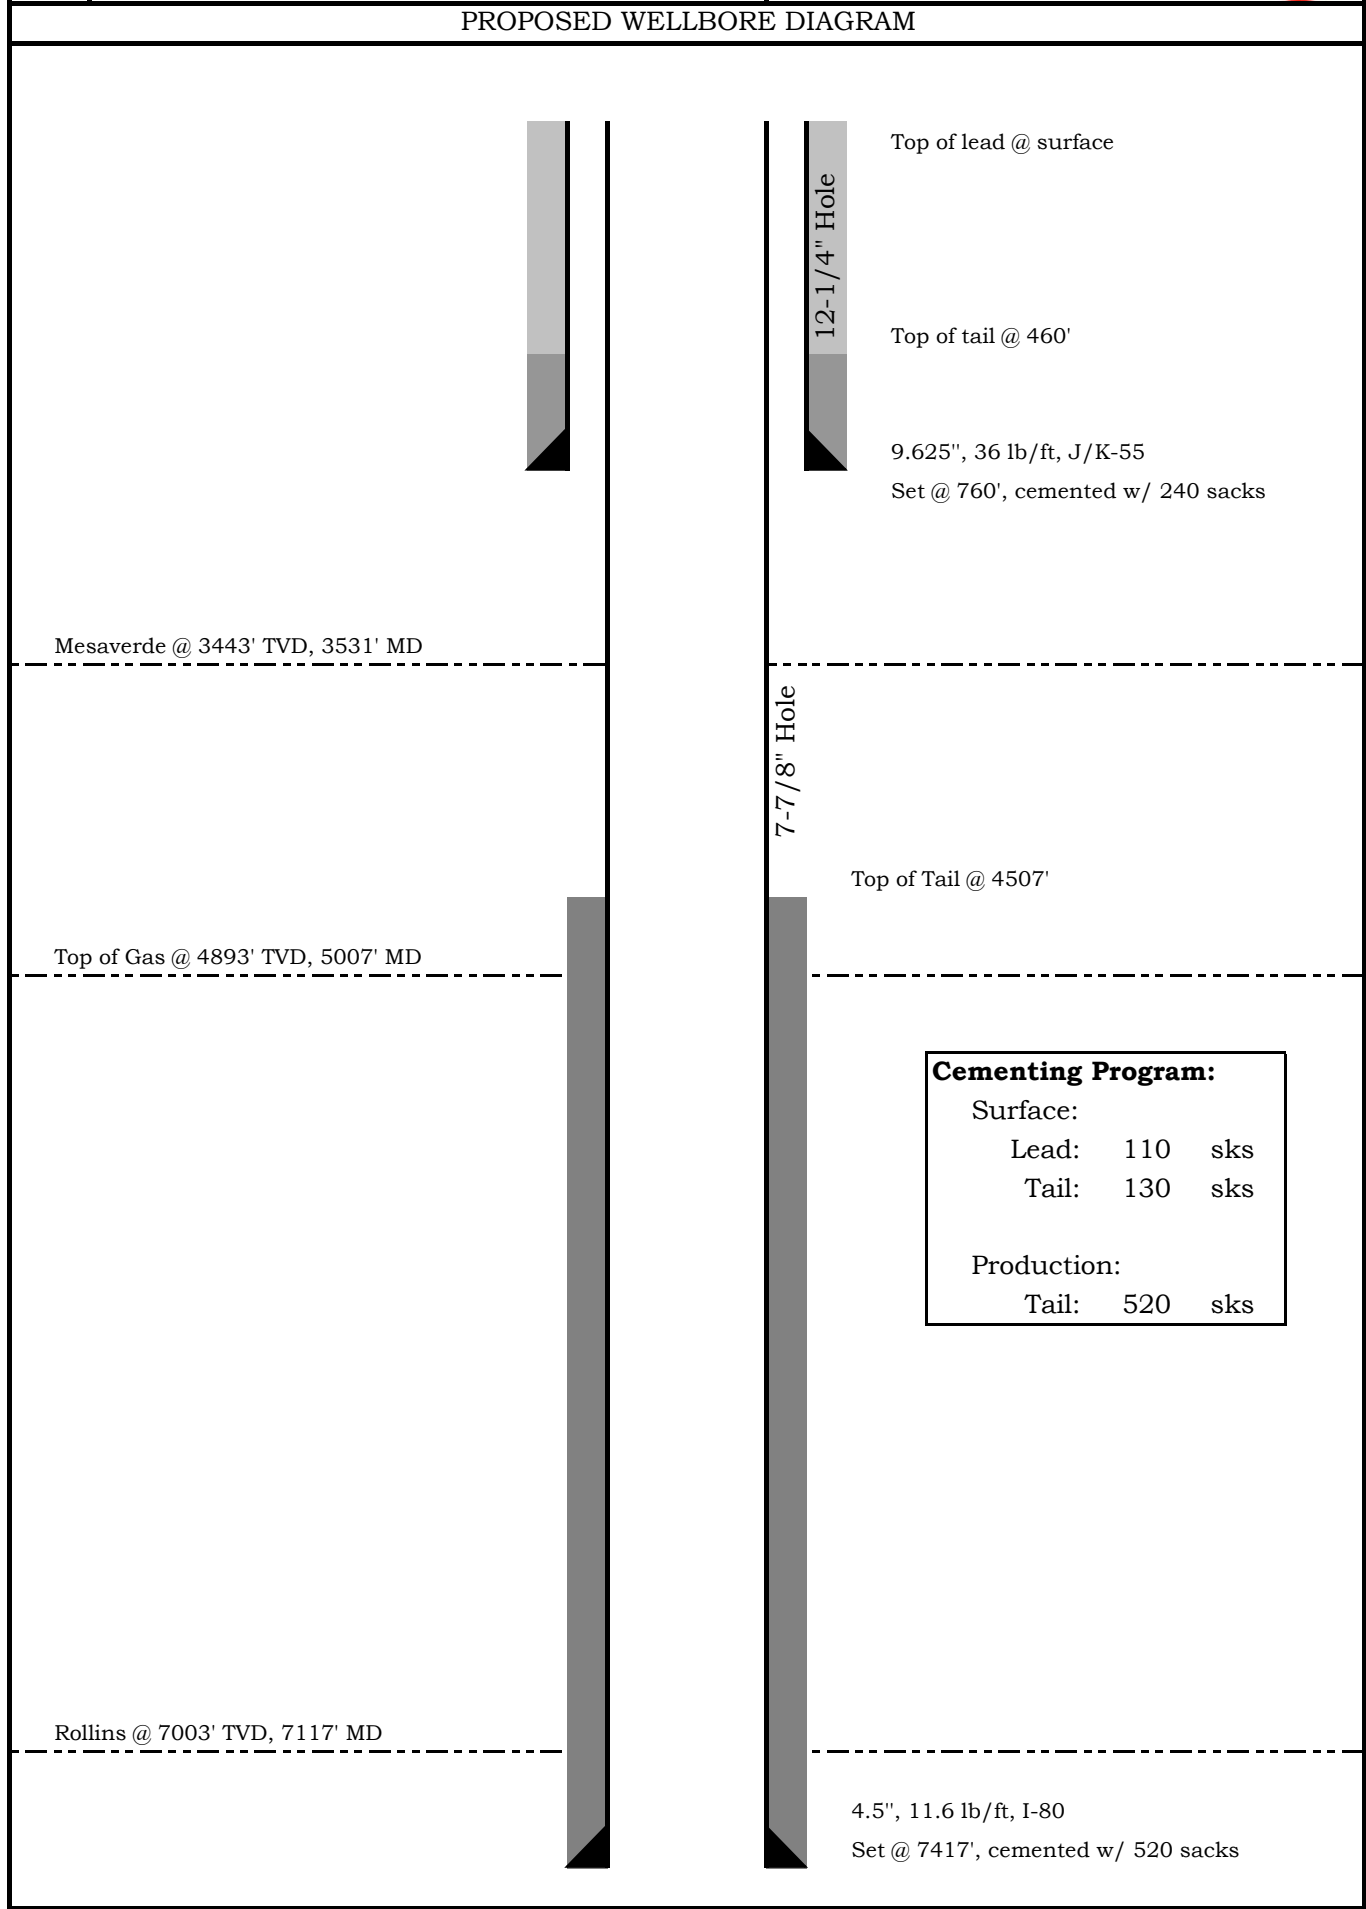 PROPOSED WELLBORE DIAGRAM
Top of lead @ surface
12-1/4" Hole
Top of tail @ 460'
9.625", 36 lb/ft, J/K-55
Set @ 760', cemented w/ 240 sacks
Mesaverde @ 3443' TVD, 3531' MD
7-7/8" Hole
Top of Tail @ 4507'
Top of Gas @ 4893' TVD, 5007' MD
Cementing Program:
Surface:
Lead: 110 sks
Tail: 130 sks
Production:
Tail: 520 sks
Rollins @ 7003' TVD, 7117' MD
4.5", 11.6 lb/ft, I-80
Set @ 7417', cemented w/ 520 sacks